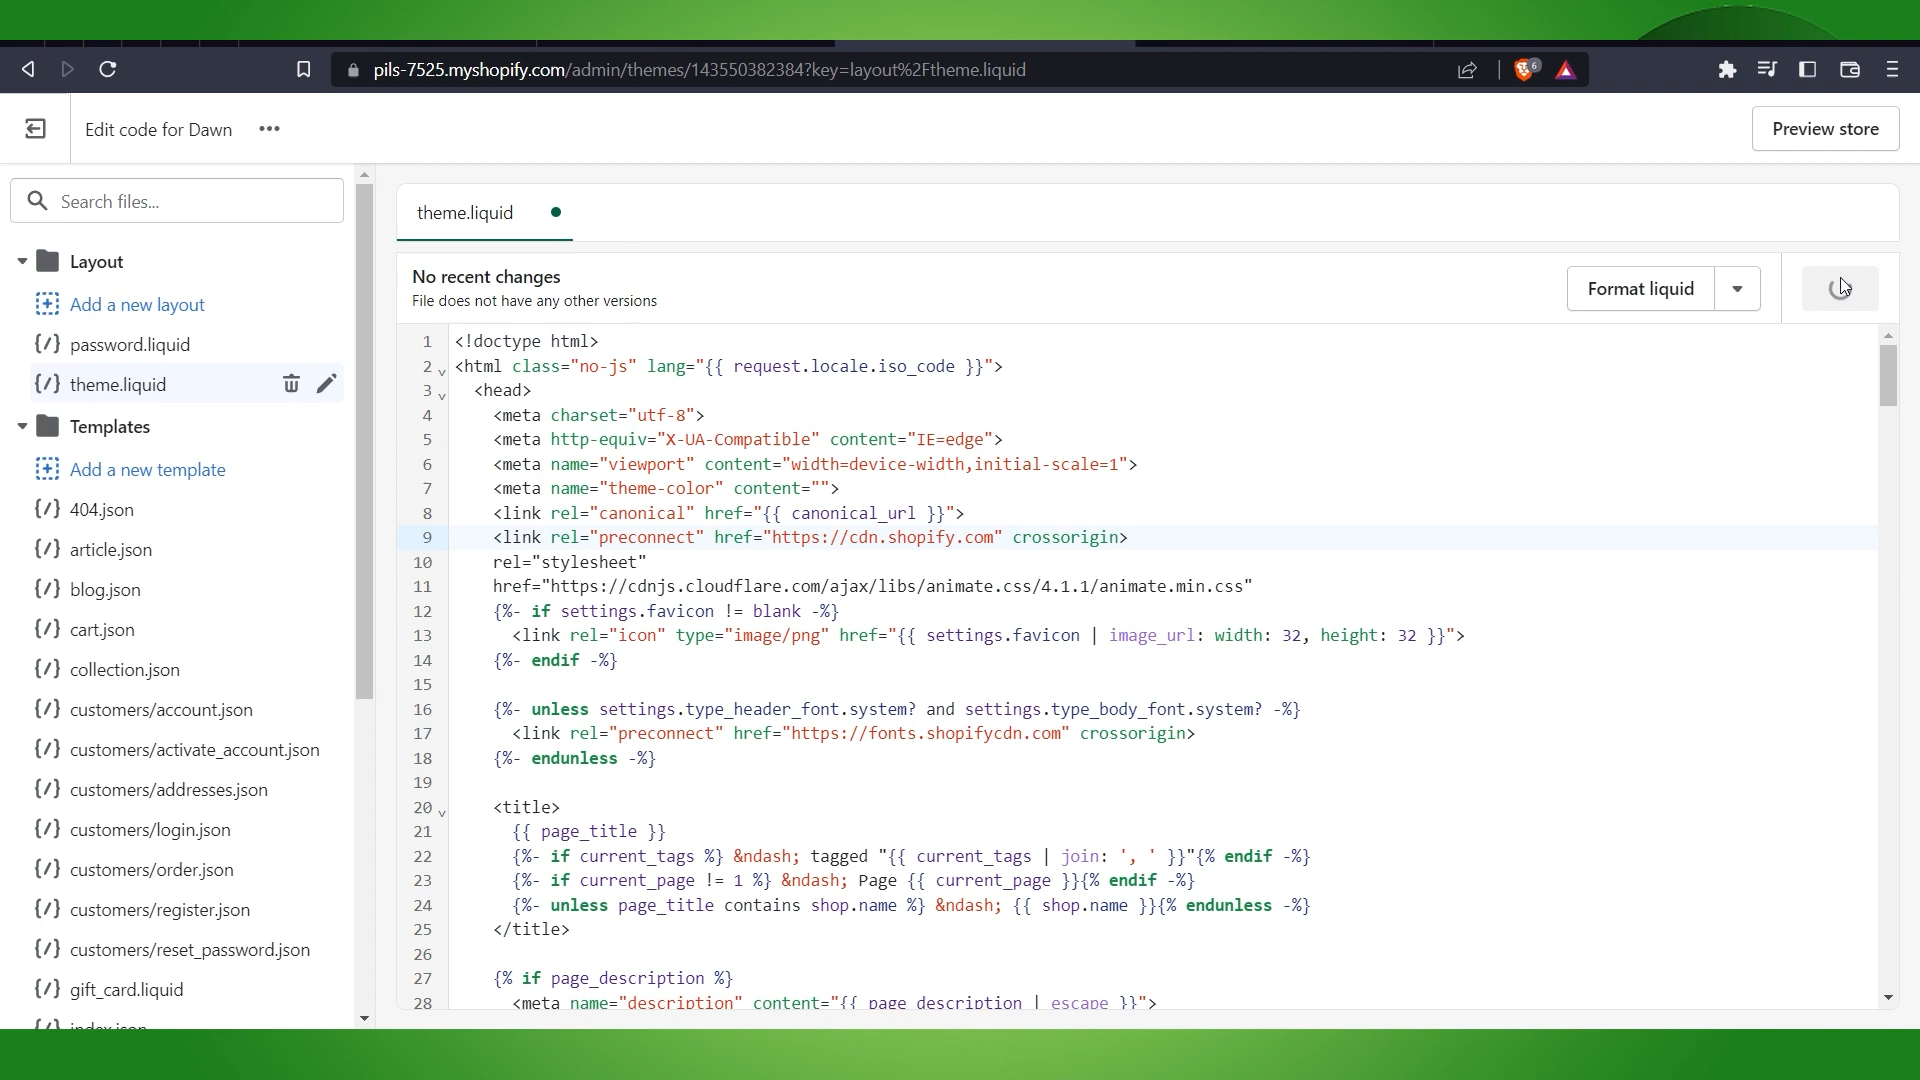 pils-7525.myshopify.com/admin/themes/143550382384?key=layout%2Ftheme.liquid
6
Edit code for Dawn
Preview store
Search files...
Layout
Add a new layout
password.liquid
theme.liquid
Templates
Add a new template
404.json
article.json
blog.json
cart.json
collection.json
customers/account.json
customers/activate_account.json
customers/addresses.json
customers/login.json
customers/order.json
customers/register.json
customers/reset_password.json
gift_card.liquid
index.json
theme.liquid
No recent changes
File does not have any other versions
Format liquid
1 <!doctype html>
2 <html class="no-js" lang="{{ request.locale.iso_code }}">
3 <head>
4 <meta charset="utf-8">
5 <meta http-equiv="X-UA-Compatible" content="IE=edge">
6 <meta name="viewport" content="width=device-width,initial-scale=1">
7 <meta name="theme-color" content="">
8 <link rel="canonical" href="{{ canonical_url }}">
9 <link rel="preconnect" href="https://cdn.shopify.com" crossorigin>
10 rel="stylesheet"
11 href="https://cdnjs.cloudflare.com/ajax/libs/animate.css/4.1.1/animate.min.css"
12 {%- if settings.favicon != blank -%}
13 <link rel="icon" type="image/png" href="{{ settings.favicon | image_url: width: 32, height: 32 }}">
14 {%- endif -%}
15
16 {%- unless settings.type_header_font.system? and settings.type_body_font.system? -%}
17 <link rel="preconnect" href="https://fonts.shopifycdn.com" crossorigin>
18 {%- endunless -%}
19
20 <title>
21 {{ page_title }}
22 {%- if current_tags %} &ndash; tagged "{{ current_tags | join: ', ' }}"{% endif -%}
23 {%- if current_page != 1 %} &ndash; Page {{ current_page }}{% endif -%}
24 {%- unless page_title contains shop.name %} &ndash; {{ shop.name }}{% endunless -%}
25 </title>
26
27 {% if page_description %}
28 <meta name="description" content="{{ page_description | escape }}">